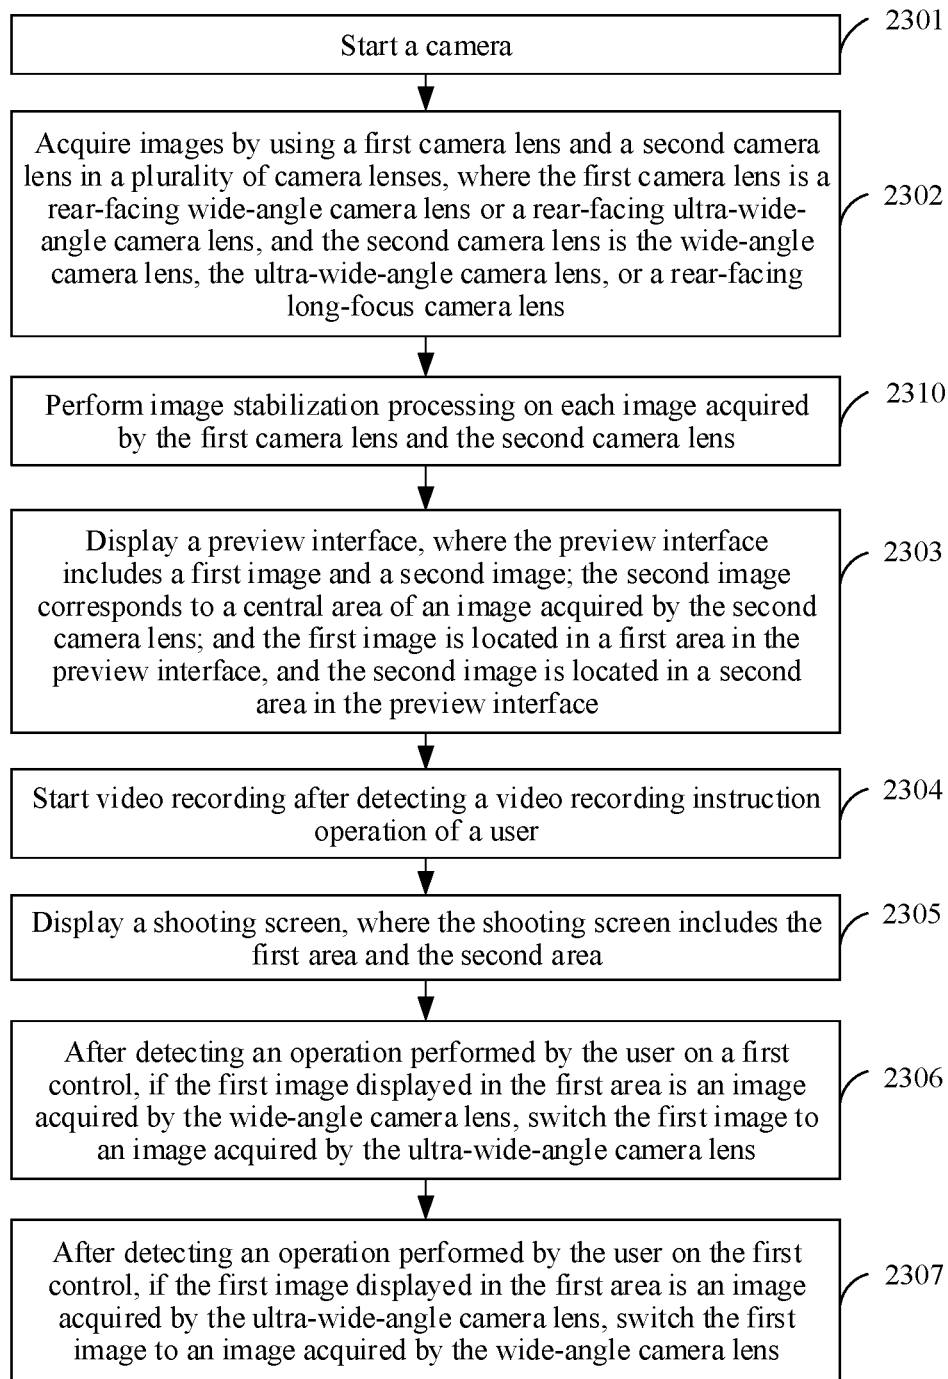 2301
Start a camera
Acquire images by using a first camera lens and a second camera
lens in a plurality of camera lenses, where the first camera lens is a
rear-facing wide-angle camera lens or a rear-facing ultra-wide-
angle camera lens, and the second camera lens is the wide-angle
camera lens, the ultra-wide-angle camera lens, or a rear-facing
long-focus camera lens
2302
Perform image stabilization processing on each image acquired
by the first camera lens and the second camera lens
2310
Display a preview interface, where the preview interface
includes a first image and a second image; the second image
corresponds to a central area of an image acquired by the second
camera lens; and the first image is located in a first area in the
preview interface, and the second image is located in a second
area in the preview interface
2303
Start video recording after detecting a video recording instruction
operation of a user
2304
Display a shooting screen, where the shooting screen includes the
first area and the second area
2305
After detecting an operation performed by the user on a first
control, if the first image displayed in the first area is an image
acquired by the wide-angle camera lens, switch the first image to
an image acquired by the ultra-wide-angle camera lens
2306
After detecting an operation performed by the user on the first
control, if the first image displayed in the first area is an image
acquired by the ultra-wide-angle camera lens, switch the first
image to an image acquired by the wide-angle camera lens
2307